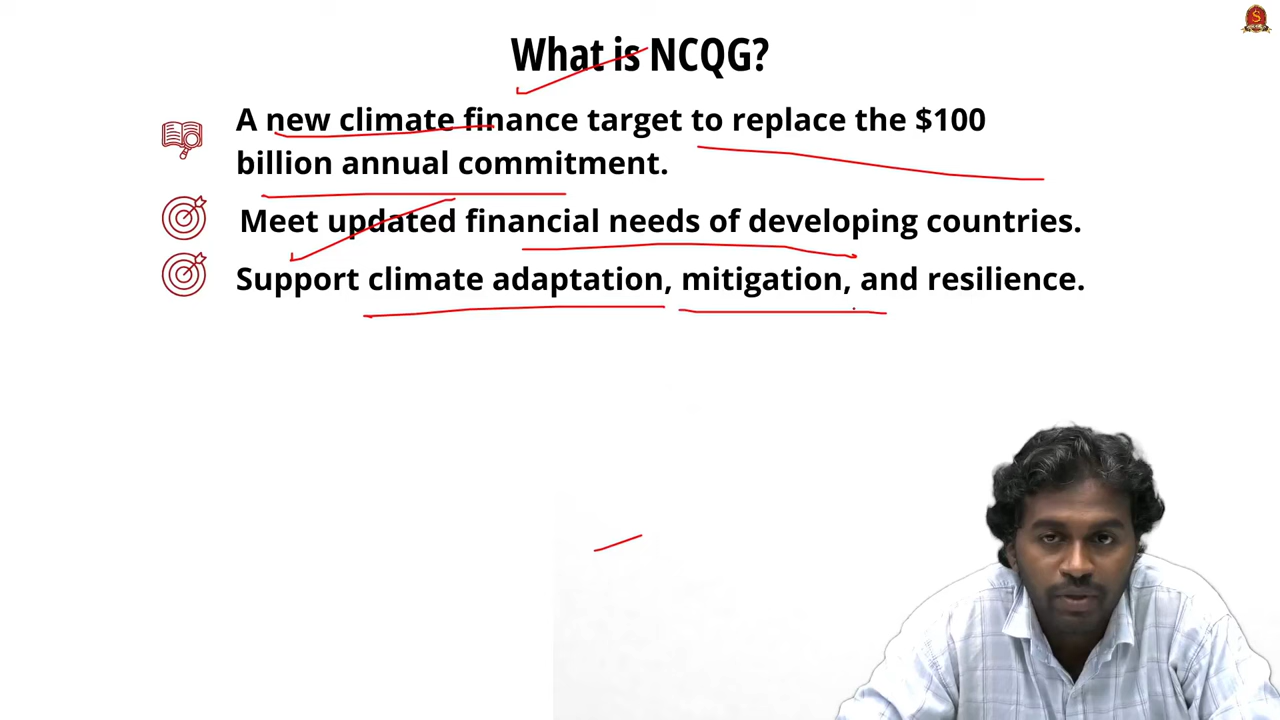 What is NCQG?
A new climate finance target to replace the $100
billion annual commitment.
Meet updated financial needs of developing countries.
Support climate adaptation, mitigation, and resilience.